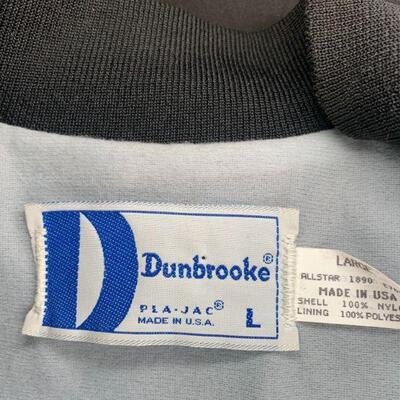 Dunbrooke®
PLA-JAC®
MADE IN U.S.A.
L
LARGE
ALLSTAR 1890
MADE IN USA
SHELL 100% NYL
LINING 100% POLYES